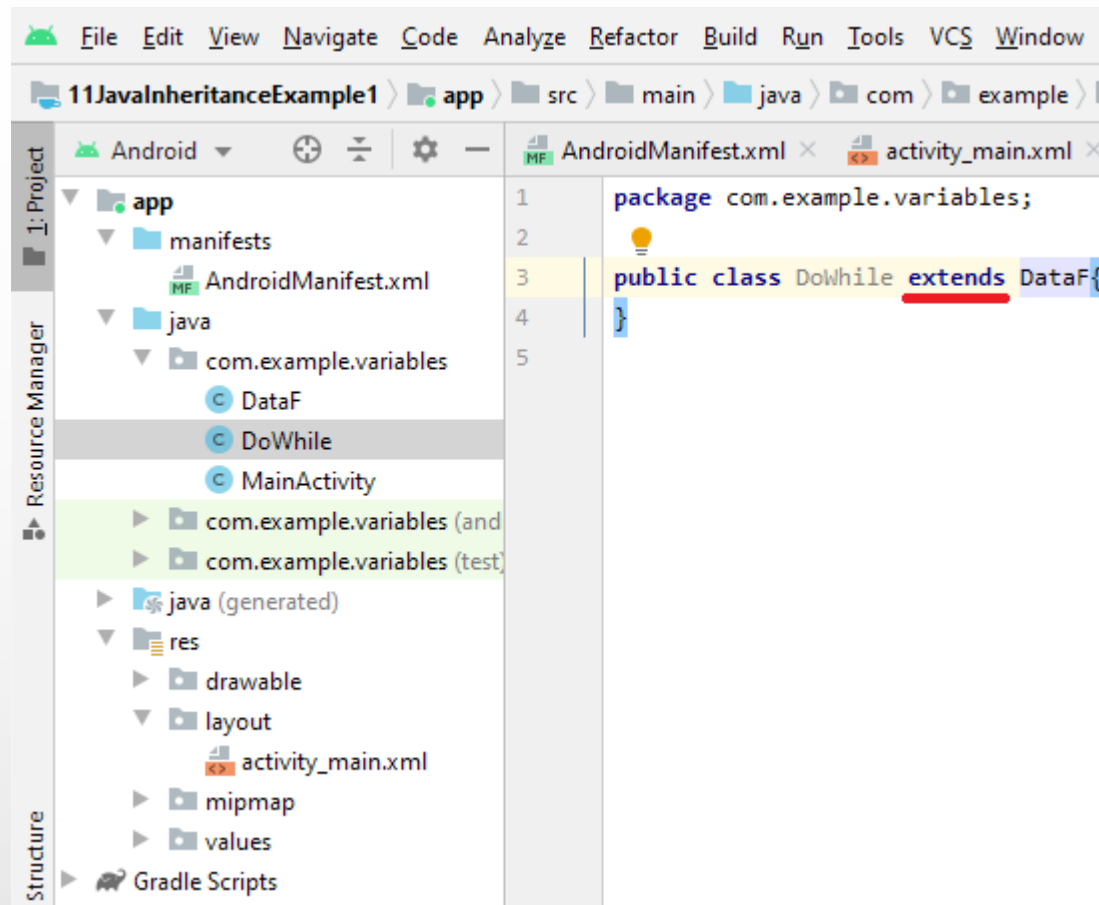 File Edit View Navigate Code Analyze Refactor Build Run Tools VCS Window
11JavaInheritanceExample1 app src main java com example
1: Project
Resource Manager
Structure
Android
app
manifests
MF AndroidManifest.xml
java
com.example.variables
C DataF
C DoWhile
C MainActivity
com.example.variables (and
com.example.variables (test)
java (generated)
res
drawable
layout
<> activity_main.xml
mipmap
values
Gradle Scripts
MF AndroidManifest.xml × <> activity_main.xml ×
1 package com.example.variables;
2
3 public class DoWhile extends DataF{
4 }
5